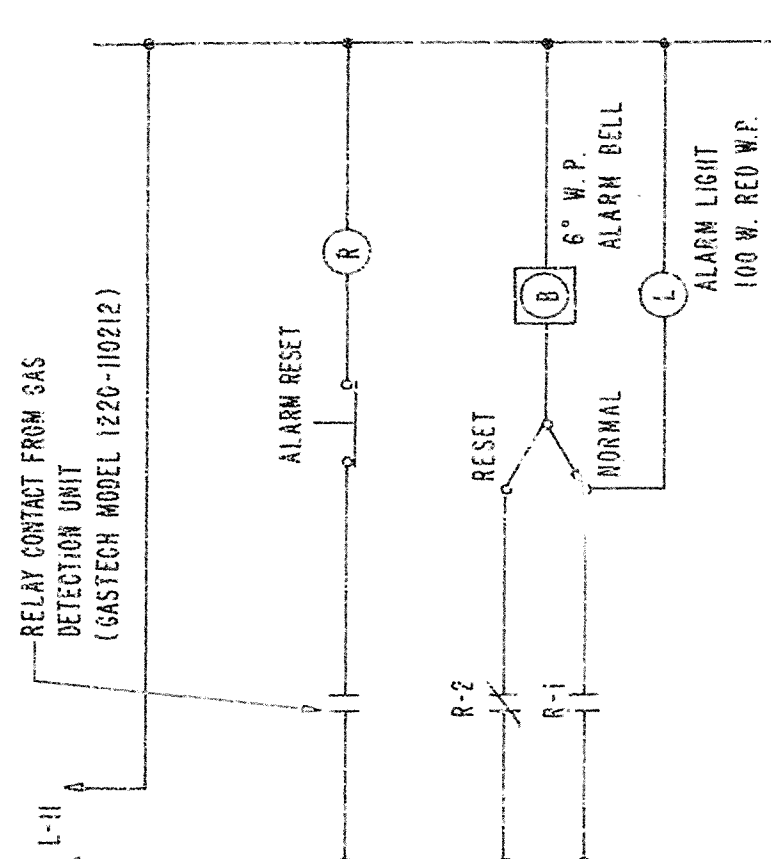 RELAY CONTACT FROM GAS
DETECTION UNIT
(GASTECH MODEL 1220-110212)
L-11
ALARM RESET
R
RESET
NORMAL
R-2
R-1
B
6" W.P.
ALARM BELL
L
ALARM LIGHT
100 W. RED W.P.